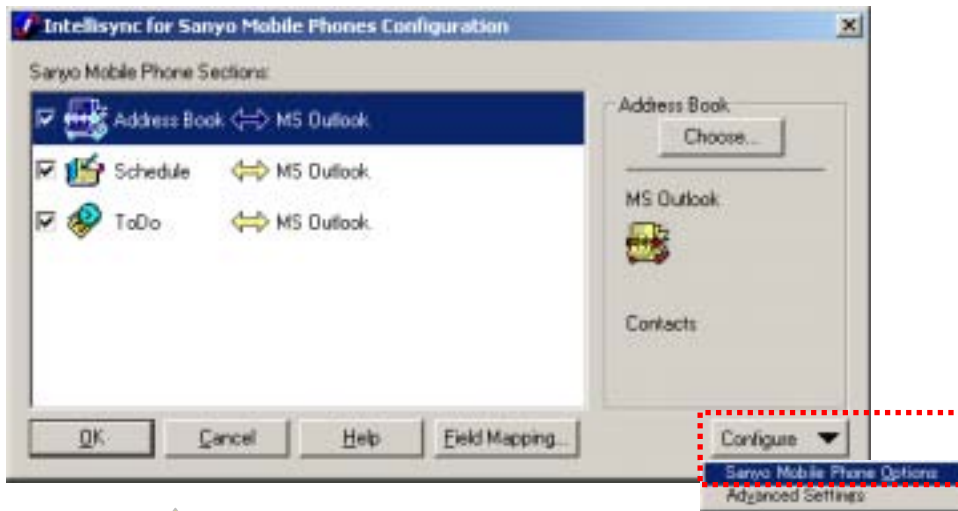 Intellisync for Sanyo Mobile Phones Configuration
Sanyo Mobile Phone Sections:
Address Book MS Outlook
Schedule MS Outlook
ToDo MS Outlook
Address Book
Choose...
MS Outlook
Contacts
OK Cancel Help Field Mapping... Configure
Sanyo Mobile Phone Options
Advanced Settings